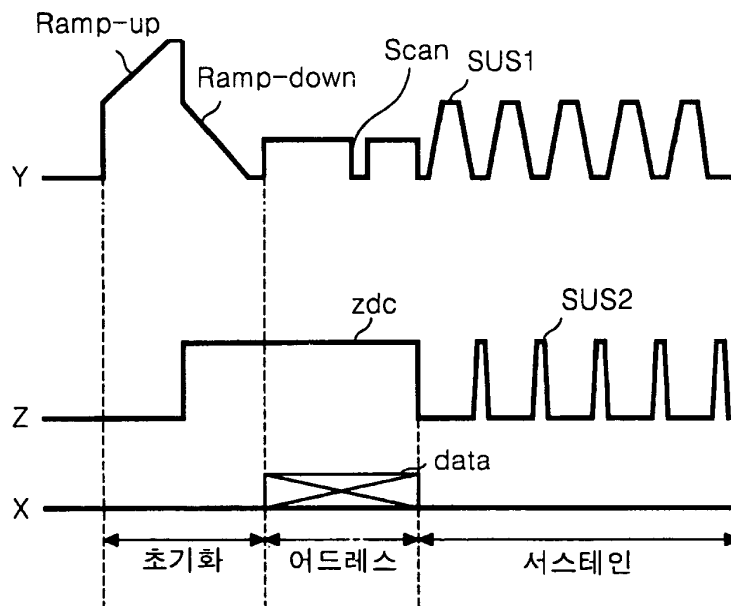 Ramp-up
Ramp-down
Scan
SUS1
Y
zdc
SUS2
Z
data
X
초기화
어드레스
서스테인